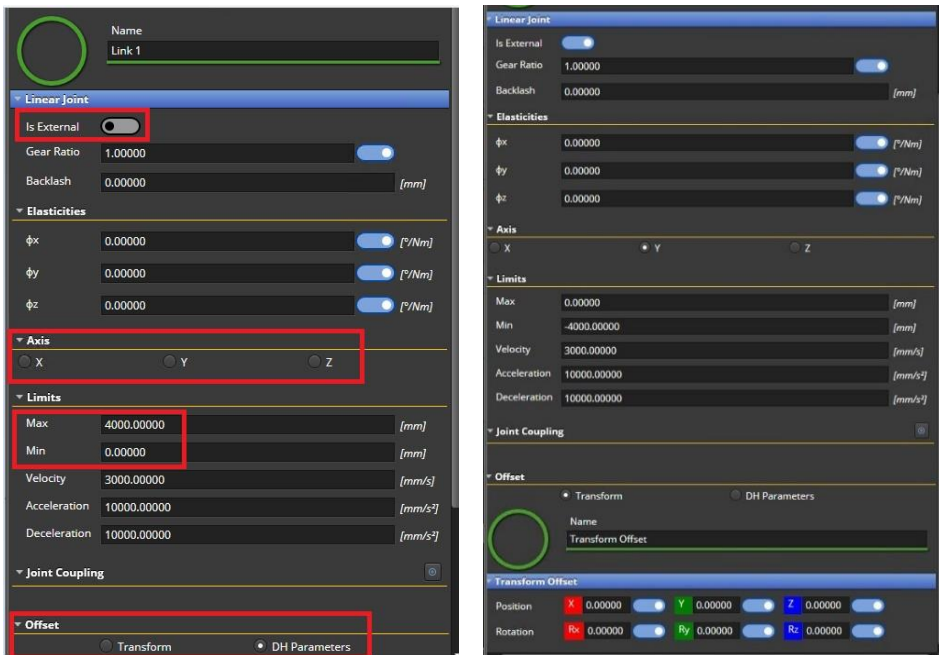 Name
Link 1
Linear Joint
Is External
Gear Ratio 1.00000
Backlash 0.00000 [mm]
Elasticities
ϕx 0.00000 [°/Nm]
ϕy 0.00000 [°/Nm]
ϕz 0.00000 [°/Nm]
Axis
X Y Z
Limits
Max 4000.00000 [mm]
Min 0.00000 [mm]
Velocity 3000.00000 [mm/s]
Acceleration 10000.00000 [mm/s²]
Deceleration 10000.00000 [mm/s²]
Joint Coupling
Offset
Transform DH Parameters
Linear Joint
Is External
Gear Ratio 1.00000
Backlash 0.00000 [mm]
Elasticities
ϕx 0.00000 [°/Nm]
ϕy 0.00000 [°/Nm]
ϕz 0.00000 [°/Nm]
Axis
X Y Z
Limits
Max 0.00000 [mm]
Min -4000.00000 [mm]
Velocity 3000.00000 [mm/s]
Acceleration 10000.00000 [mm/s²]
Deceleration 10000.00000 [mm/s²]
Joint Coupling
Offset
Transform DH Parameters
Name
Transform Offset
Transform Offset
Position X 0.00000 Y 0.00000 Z 0.00000
Rotation Rx 0.00000 Ry 0.00000 Rz 0.00000